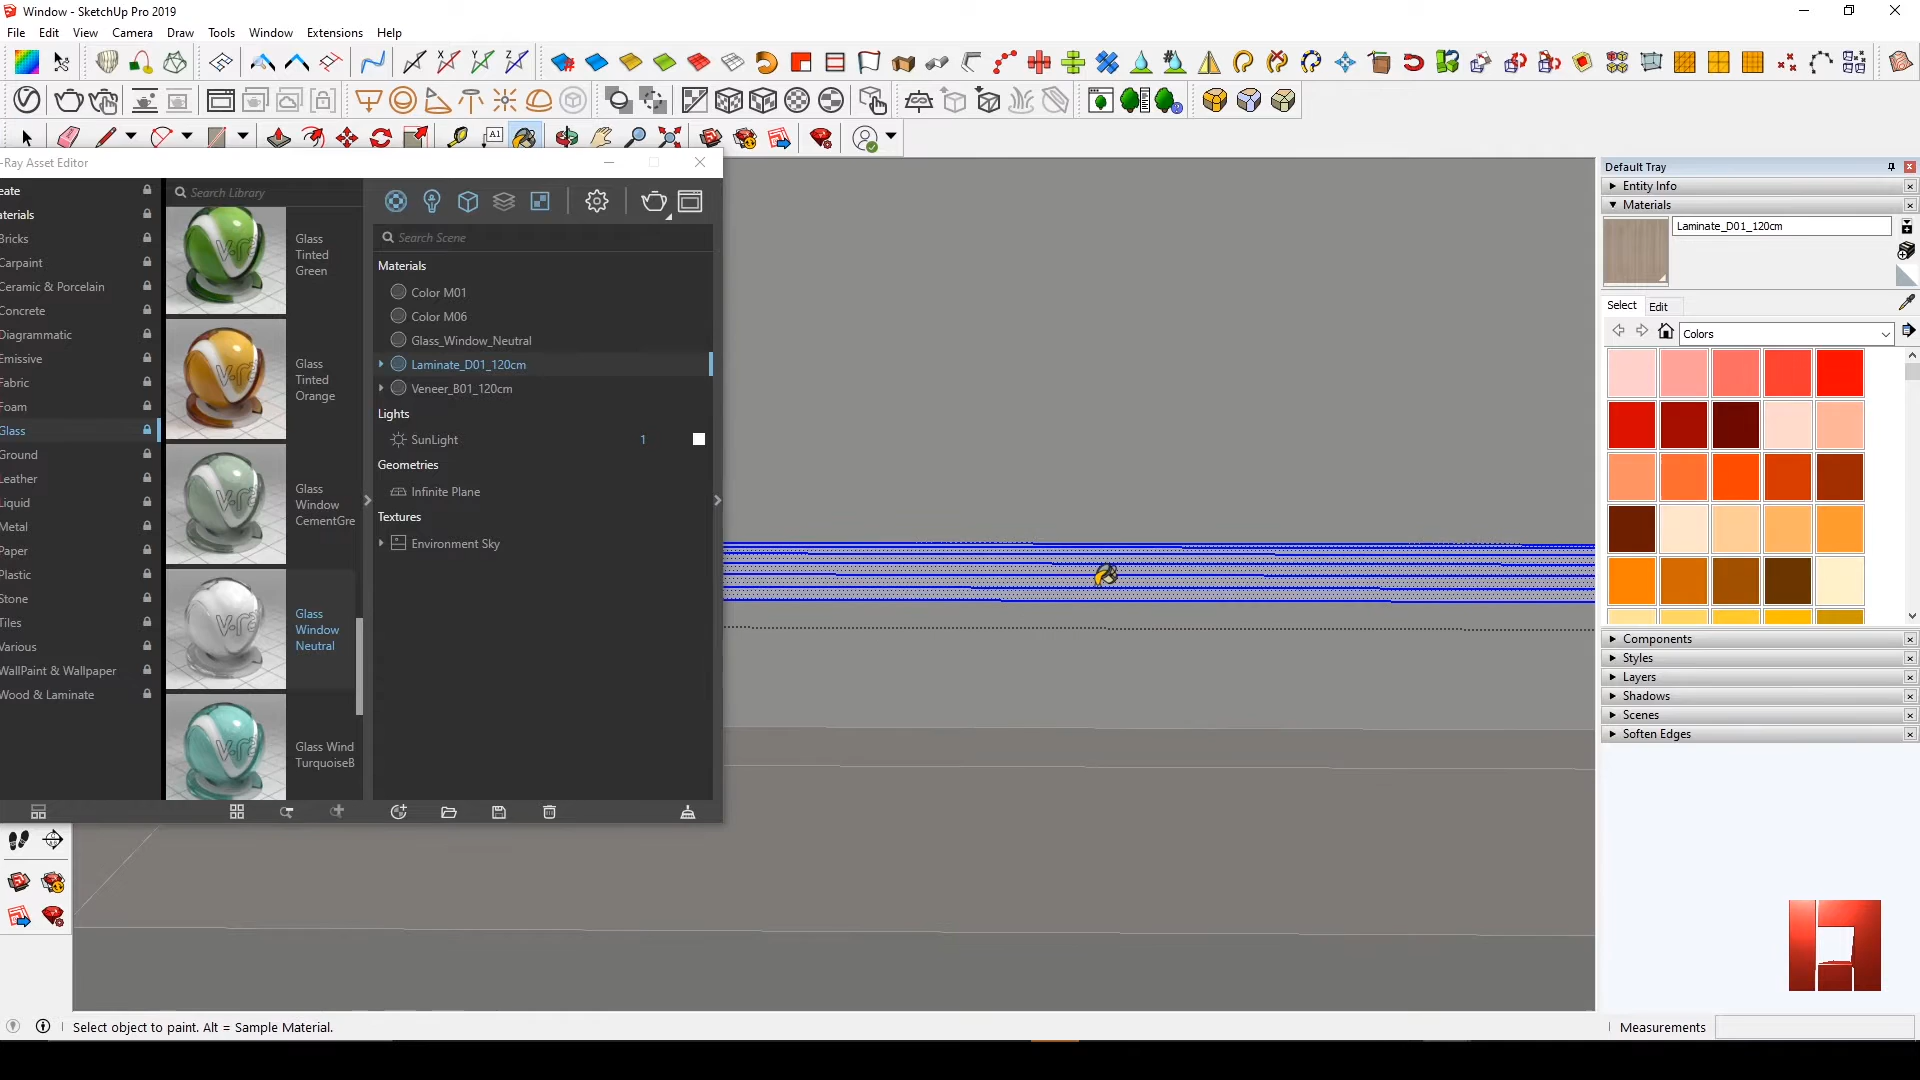 Window - SketchUp Pro 2019
File Edit View Camera Draw Tools Window Extensions Help
A1
-Ray Asset Editor
eate
aterials
Bricks
Carpaint
Ceramic & Porcelain
Concrete
Diagrammatic
Emissive
Fabric
Foam
Glass
Ground
Leather
Liquid
Metal
Paper
Plastic
Stone
Tiles
Various
WallPaint & Wallpaper
Wood & Laminate
Search Library
Glass
Tinted
Green
Glass
Tinted
Orange
Glass
Window
CementGre
Glass
Window
Neutral
Glass Wind
TurquoiseB
Search Scene
Materials
Color M01
Color M06
Glass_Window_Neutral
Laminate_D01_120cm
Veneer_B01_120cm
Lights
SunLight 1
Geometries
Infinite Plane
Textures
Environment Sky
Default Tray
Entity Info
Materials
Laminate_D01_120cm
Select Edit
Colors
Components
Styles
Layers
Shadows
Scenes
Soften Edges
Select object to paint. Alt = Sample Material.
Measurements